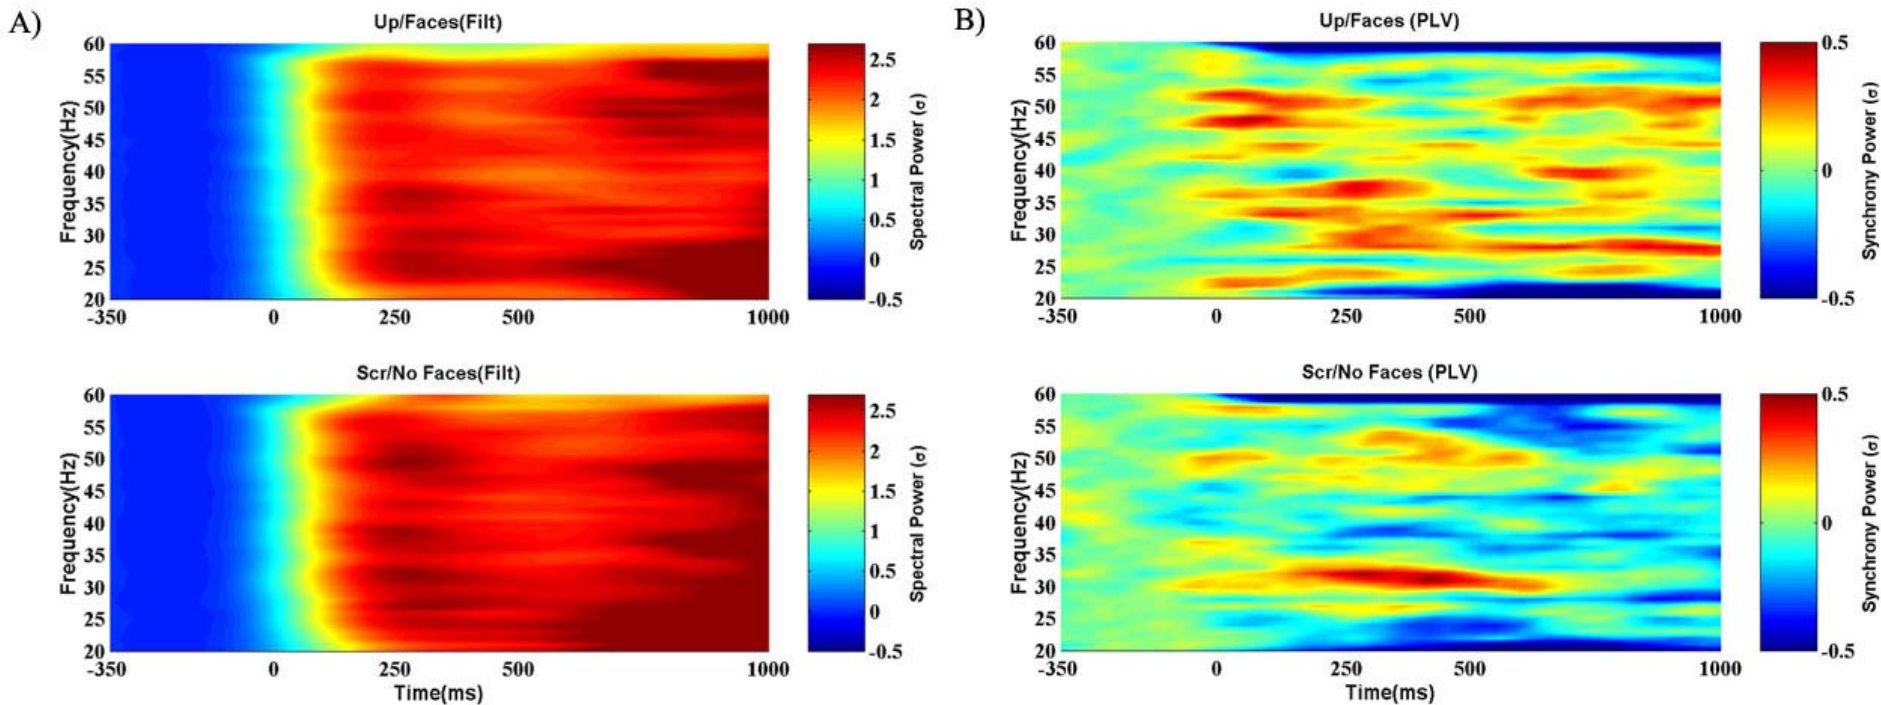 A)
Up/Faces(Filt)
60
55
50
45
40
35
30
25
20
Frequency(Hz)
-350 0 250 500 1000
2.5
2
1.5
1
0.5
0
-0.5
Spectral Power (σ)
Scr/No Faces(Filt)
60
55
50
45
40
35
30
25
20
Frequency(Hz)
-350 0 250 500 1000
Time(ms)
2.5
2
1.5
1
0.5
0
-0.5
Spectral Power (σ)
B)
Up/Faces (PLV)
60
55
50
45
40
35
30
25
20
Frequency(Hz)
-350 0 250 500 1000
0.5
0
-0.5
Synchrony Power (σ)
Scr/No Faces (PLV)
60
55
50
45
40
35
30
25
20
Frequency(Hz)
-350 0 250 500 1000
Time(ms)
0.5
0
-0.5
Synchrony Power (σ)